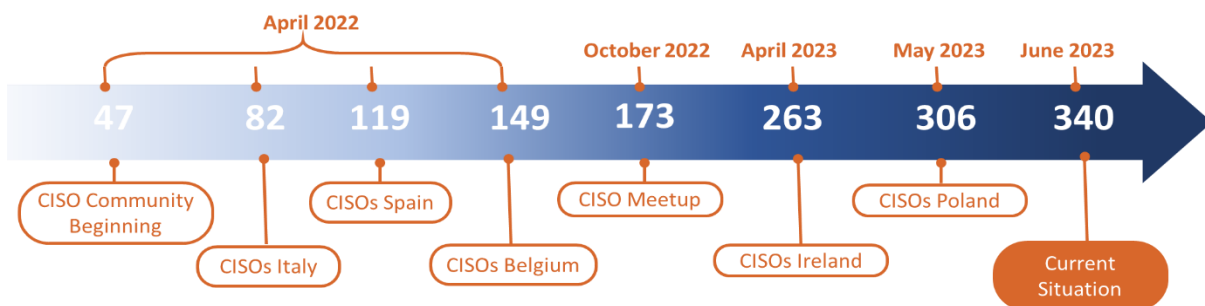 April 2022
October 2022
April 2023
May 2023
June 2023
47
82
119
149
173
263
306
340
CISO Community
Beginning
CISOs Italy
CISOs Spain
CISOs Belgium
CISO Meetup
CISOs Ireland
CISOs Poland
Current
Situation